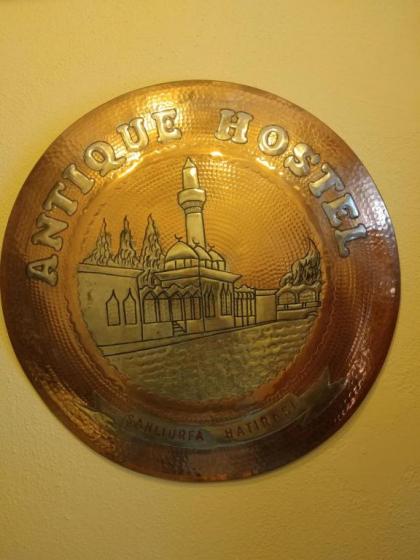 ANTIQUE HOSTEL
ŞANLIURFA HATIRASI